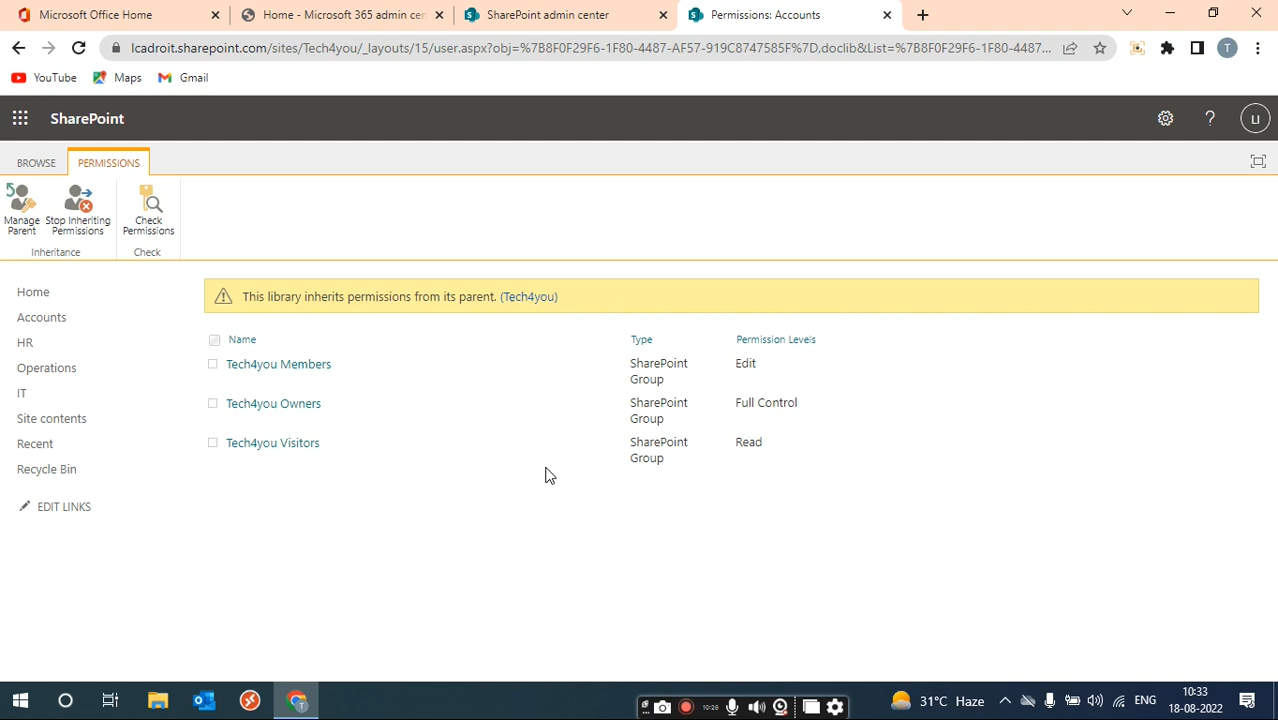 Microsoft Office Home
Home - Microsoft 365 admin cen
SharePoint admin center
Permissions: Accounts
lcadroit.sharepoint.com/sites/Tech4you/_layouts/15/user.aspx?obj=%7B8F0F29F6-1F80-4487-AF57-919C8747585F%7D,doclib&List=%7B8F0F29F6-1F80-4487...
T
YouTube
Maps
Gmail
SharePoint
?
LI
BROWSE
PERMISSIONS
Manage Parent
Stop Inheriting Permissions
Check Permissions
Inheritance
Check
This library inherits permissions from its parent. (Tech4you)
Home
Accounts
HR
Operations
IT
Site contents
Recent
Recycle Bin
EDIT LINKS
Name
Type
Permission Levels
Tech4you Members
SharePoint Group
Edit
Tech4you Owners
SharePoint Group
Full Control
Tech4you Visitors
SharePoint Group
Read
10:28
31°C Haze
ENG
10:33
18-08-2022